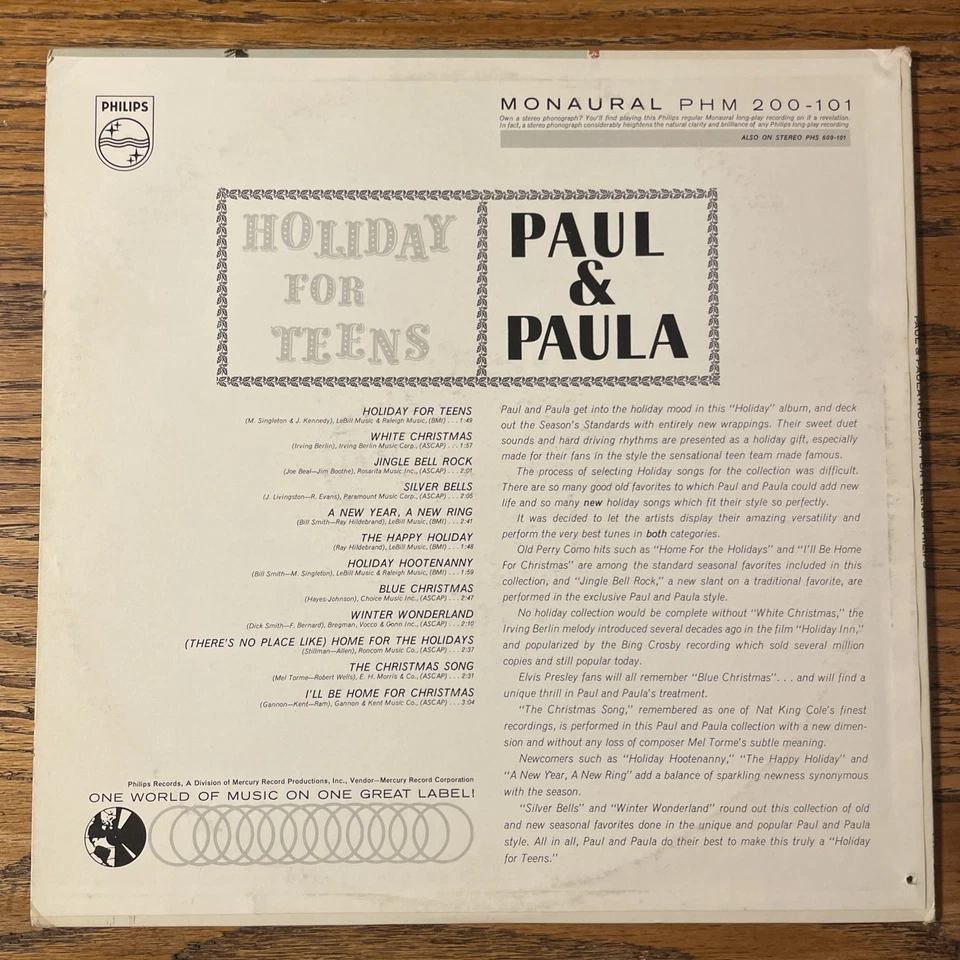 PHILIPS
MONAURAL PHM 200-101
Own a stereo phonograph? You'll find playing this Philips regular Monaural long-play recording on it a revelation.
In fact, a stereo phonograph considerably heightens the natural clarity and brilliance of any Philips long-play recording
ALSO ON STEREO PHS 600-101
HOLIDAY
FOR
TEENS
PAUL
&
PAULA
HOLIDAY FOR TEENS
(M. Singleton & J. Kennedy), LeBill Music & Raleigh Music, (BMI) . . . 1:49
WHITE CHRISTMAS
(Irving Berlin), Irving Berlin Music Corp., (ASCAP) . . . 1:57
JINGLE BELL ROCK
(Joe Beal—Jim Boothe), Rosarita Music Inc., (ASCAP) . . . 2:01
SILVER BELLS
(J. Livingston—R. Evans), Paramount Music Corp., (ASCAP) . . . 2:05
A NEW YEAR, A NEW RING
(Bill Smith—Ray Hildebrand), LeBill Music, (BMI) . . . 2:41
THE HAPPY HOLIDAY
(Ray Hildebrand), LeBill Music, (BMI) . . . 1:48
HOLIDAY HOOTENANNY
(Bill Smith—M. Singleton), LeBill Music & Raleigh Music, (BMI) . . . 1:59
BLUE CHRISTMAS
(Hayes-Johnson), Choice Music Inc., (ASCAP) . . . 2:47
WINTER WONDERLAND
(Dick Smith—F. Bernard), Bregman, Vocco & Conn Inc., (ASCAP) . . . 2:10
(THERE'S NO PLACE LIKE) HOME FOR THE HOLIDAYS
(Stillman—Allen), Roncom Music Co., (ASCAP) . . . 2:37
THE CHRISTMAS SONG
(Mel Torme—Robert Wells), E. H. Morris & Co., (ASCAP) . . . 2:31
I'LL BE HOME FOR CHRISTMAS
(Gannon—Kent—Ram), Gannon & Kent Music Co., (ASCAP) . . . 3:04
Paul and Paula get into the holiday mood in this "Holiday" album, and deck
out the Season's Standards with entirely new wrappings. Their sweet duet
sounds and hard driving rhythms are presented as a holiday gift, especially
made for their fans in the style the sensational teen team made famous.
The process of selecting Holiday songs for the collection was difficult.
There are so many good old favorites to which Paul and Paula could add new
life and so many new holiday songs which fit their style so perfectly.
It was decided to let the artists display their amazing versatility and
perform the very best tunes in both categories.
Old Perry Como hits such as "Home For the Holidays" and "I'll Be Home
For Christmas" are among the standard seasonal favorites included in this
collection, and "Jingle Bell Rock," a new slant on a traditional favorite, are
performed in the exclusive Paul and Paula style.
No holiday collection would be complete without "White Christmas," the
Irving Berlin melody introduced several decades ago in the film "Holiday Inn,"
and popularized by the Bing Crosby recording which sold several million
copies and still popular today.
Elvis Presley fans will all remember "Blue Christmas" . . . and will find a
unique thrill in Paul and Paula's treatment.
"The Christmas Song," remembered as one of Nat King Cole's finest
recordings, is performed in this Paul and Paula collection with a new dimen-
sion and without any loss of composer Mel Torme's subtle meaning.
Newcomers such as "Holiday Hootenanny," "The Happy Holiday" and
"A New Year, A New Ring" add a balance of sparkling newness synonymous
with the season.
"Silver Bells" and "Winter Wonderland" round out this collection of old
and new seasonal favorites done in the unique and popular Paul and Paula
style. All in all, Paul and Paula do their best to make this truly a "Holiday
for Teens."
Philips Records, A Division of Mercury Record Productions, Inc., Vendor—Mercury Record Corporation
ONE WORLD OF MUSIC ON ONE GREAT LABEL!